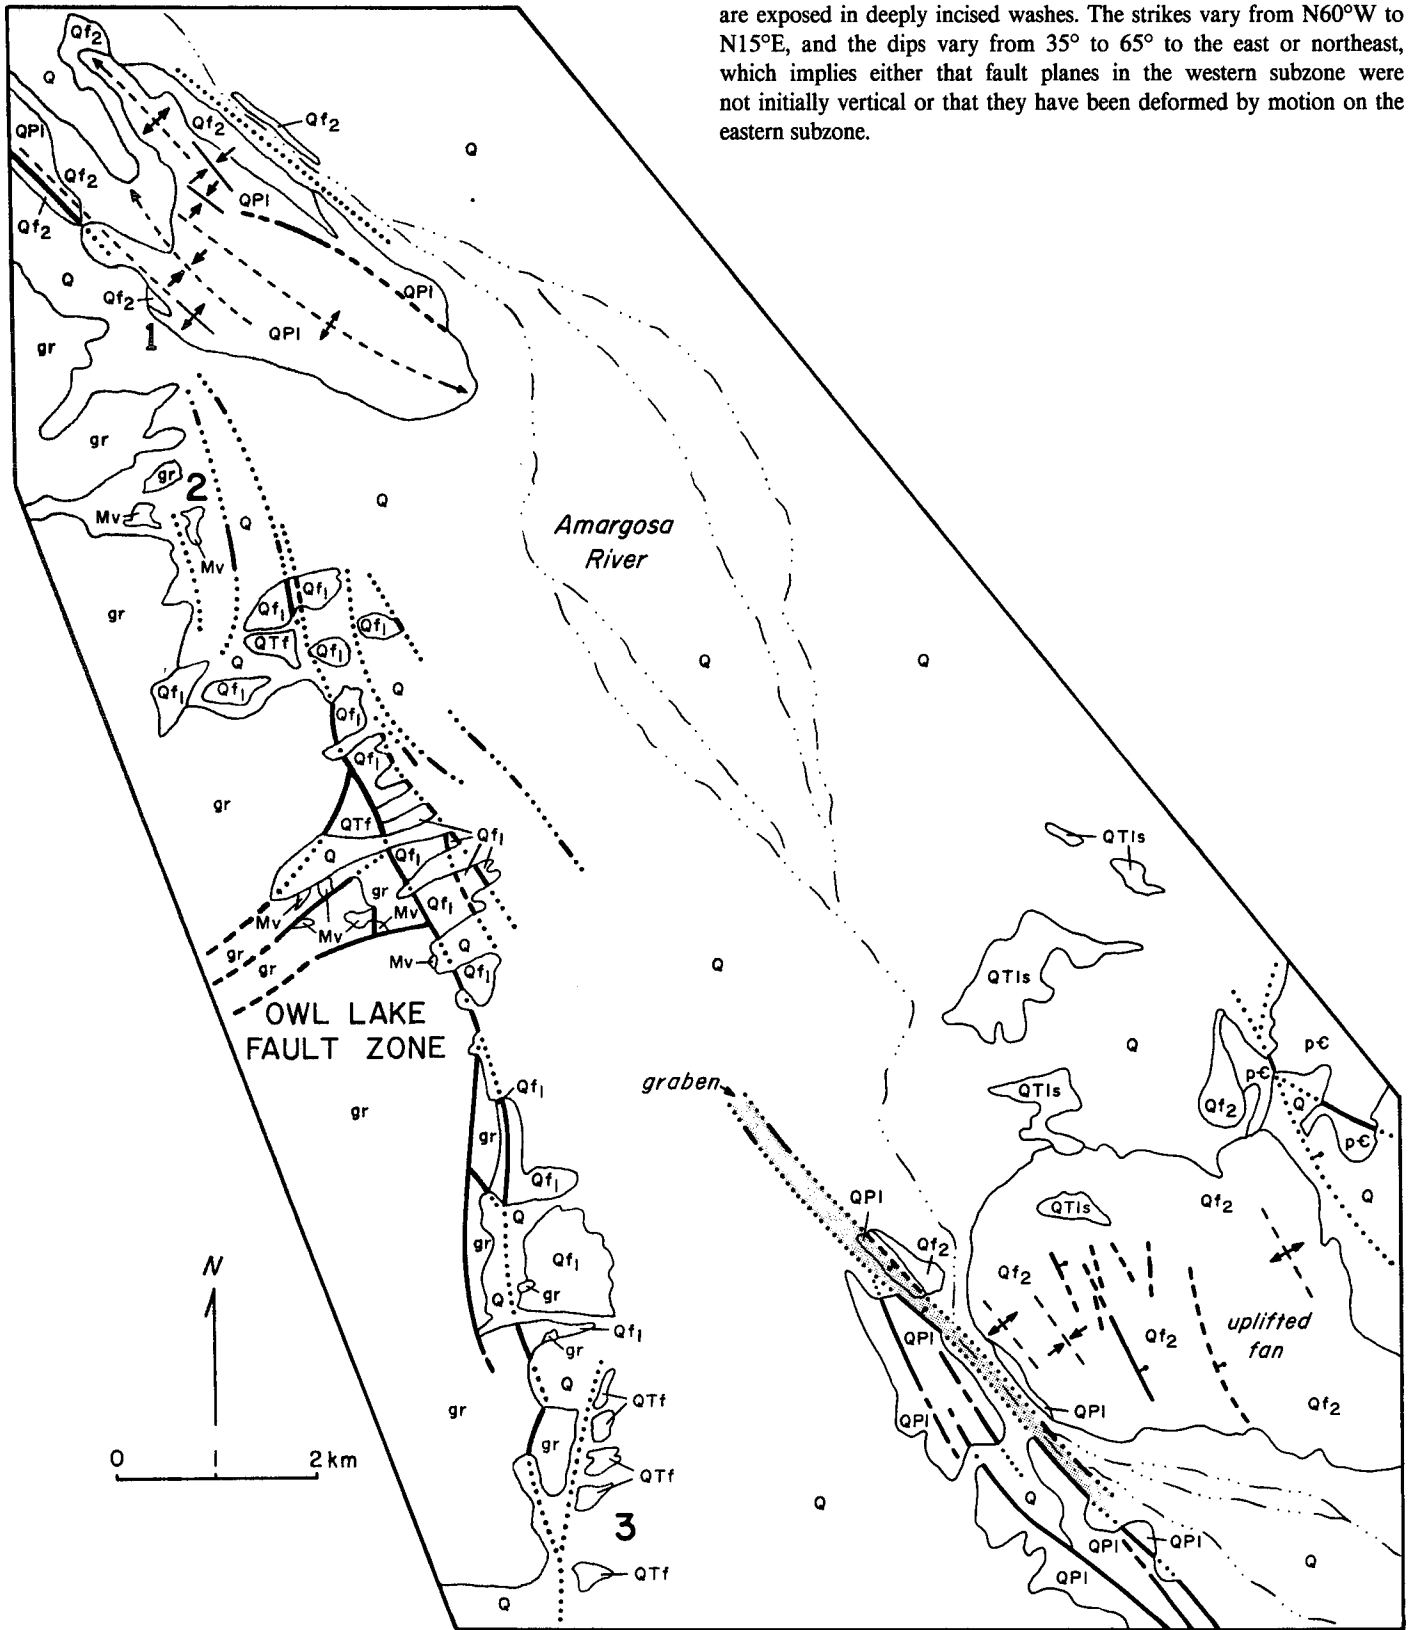 are exposed in deeply incised washes. The strikes vary from N60°W to
N15°E, and the dips vary from 35° to 65° to the east or northeast,
which implies either that fault planes in the western subzone were
not initially vertical or that they have been deformed by motion on the
eastern subzone.
Qf2
Q
Qf2
Qf2
Q
QPl
Qf2
QPl
Qf2
Q
Qf2
QPl
QPl
gr
1
gr
gr
2
Q
Mv
Q
Mv
Amargosa
River
Qf1
Qf1
gr
QTf
Qf1
Qf1
Q
Q
Q
Qf1
Qf1
Q
Qf1
Qf1
gr
QTf
Qf1
QTls
Q
Qf1
gr
Qf1
Mv
Mv
Mv
gr
Q
gr
Mv
Qf1
Q
QTls
OWL LAKE
FAULT ZONE
Q
p€
p€
graben
Qf1
QTls
Qf2
Q
gr
gr
p€
Qf1
QPl
Qf2
Q
QTls
Q
gr
Qf1
Qf2
Qf2
N
Q
gr
uplifted
fan
Qf1
QPl
Qf2
gr
Q
QTf
gr
QPl
QPl
Qf2
gr
0 1 2 km
QTf
Q
Q
3
QPl
QPl
Q
QTf
QPl
Q